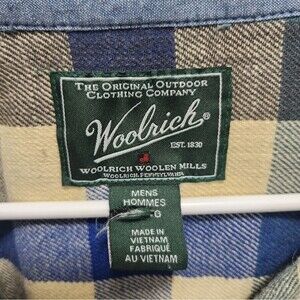 THE ORIGINAL OUTDOOR
CLOTHING COMPANY
Woolrich®
EST. 1830
WOOLRICH WOOLEN MILLS
WOOLRICH, PENNSYLVANIA
MENS
HOMMES
-G
MADE IN
VIETNAM
FABRIQUÉ
AU VIETNAM